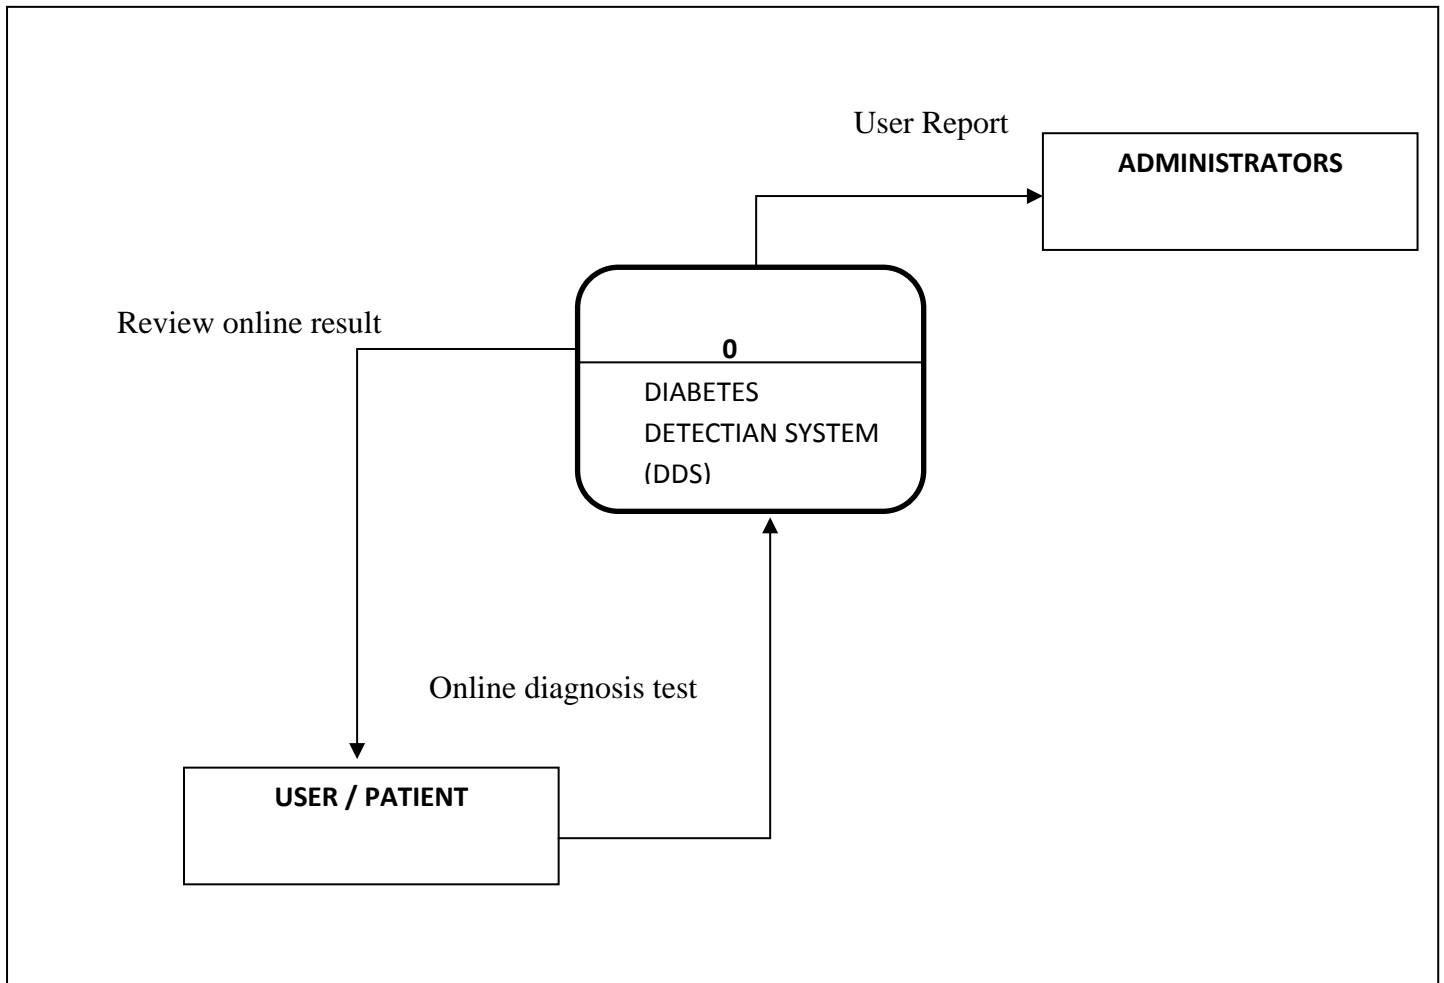 User Report
ADMINISTRATORS
Review online result
0
DIABETES
DETECTIAN SYSTEM
(DDS)
Online diagnosis test
USER / PATIENT